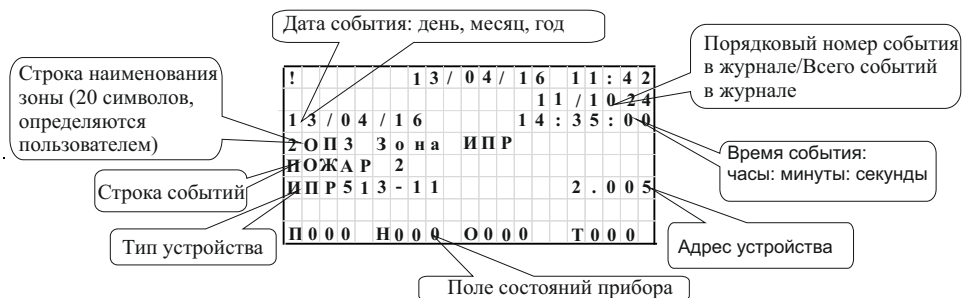 Дата события: день, месяц, год
Порядковый номер события
в журнале/Всего событий
в журнале
Строка наименования
зоны (20 символов,
определяются
пользователем)
! 13/04/16 11:42
11/1024
13/04/16 14:35:00
2ОП3 Зона ИПР
ПОЖАР 2
ИПР513-11 2.005
П000 Н000 О000 Т000
Время события:
часы: минуты: секунды
Строка событий
Тип устройства
Адрес устройства
Поле состояний прибора